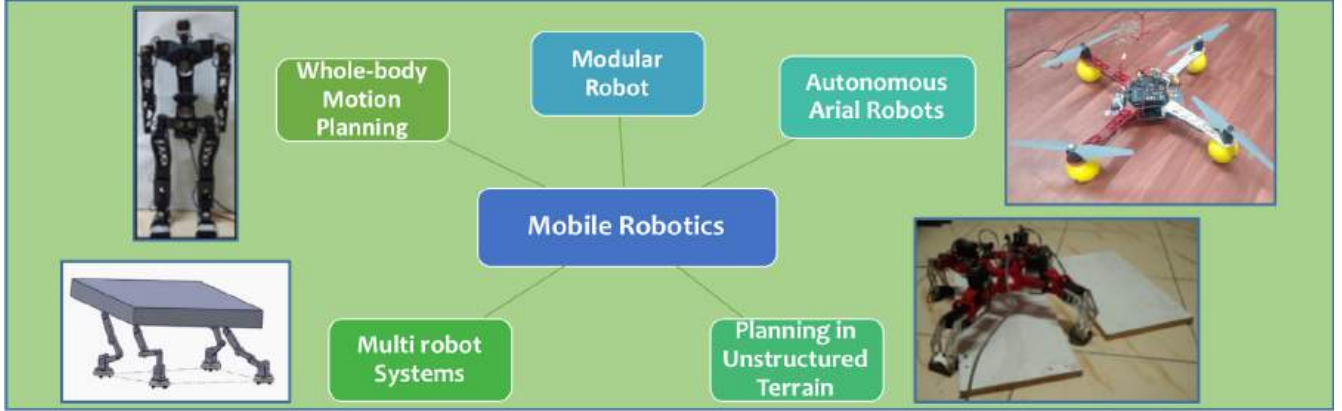 Whole-body
Motion
Planning
Modular
Robot
Autonomous
Arial Robots
Mobile Robotics
Multi robot
Systems
Planning in
Unstructured
Terrain